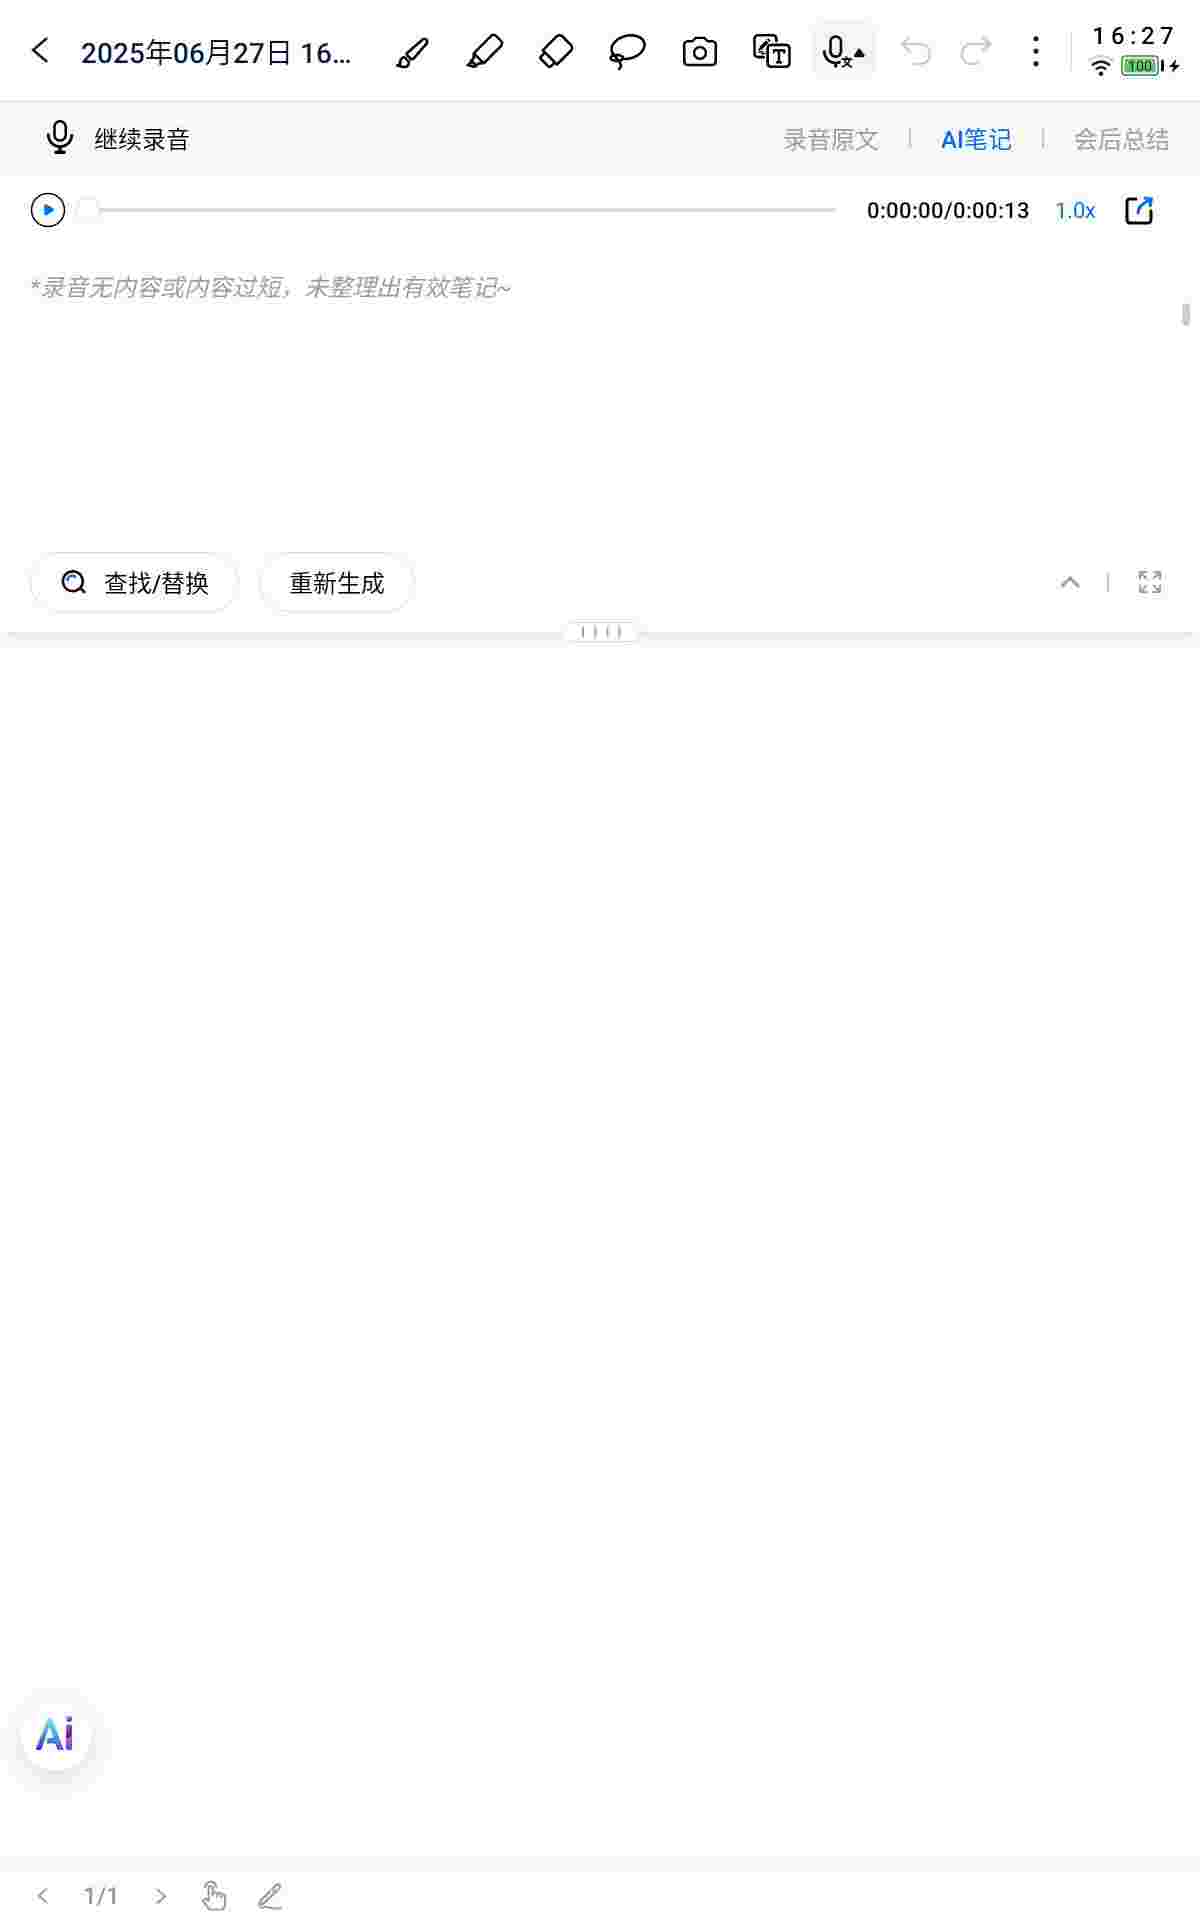 2025年06月27日 16...
16:27
100
继续录音
录音原文
AI笔记
会后总结
0:00:00/0:00:13
1.0x
*录音无内容或内容过短，未整理出有效笔记~
查找/替换
重新生成
Ai
1/1